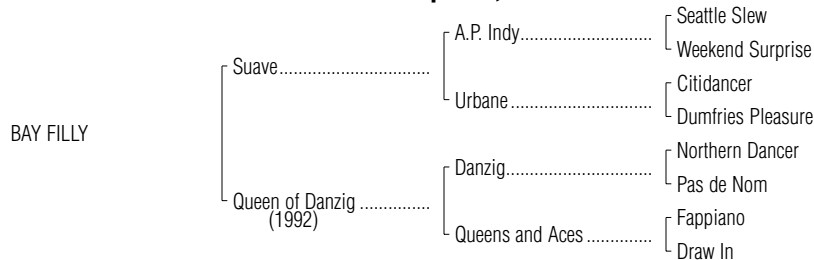 Seattle Slew
A.P. Indy
Weekend Surprise
Suave
Citidancer
Urbane
Dumfries Pleasure
BAY FILLY
Northern Dancer
Danzig
Pas de Nom
Queen of Danzig
(1992)
Fappiano
Queens and Aces
Draw In